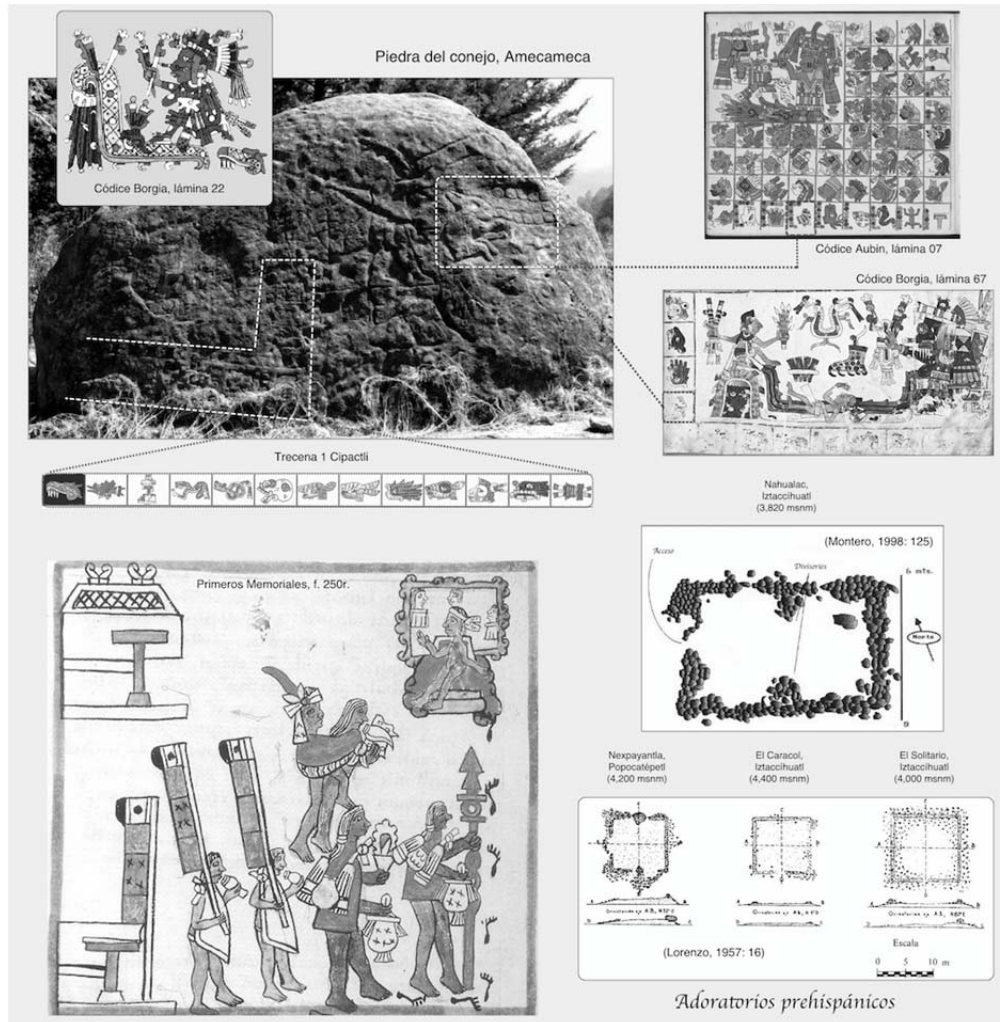 Piedra del conejo, Amecameca
Códice Borgia, lámina 22
Códice Aubin, lámina 07
Códice Borgia, lámina 67
Trecena 1 Cipactli
Primeros Memoriales, f. 250r.
Nahualac,
Iztaccíhuatl
(3,820 msnm)
(Montero, 1998: 125)
Acceso
Divisories
6 mts.
Norte
0
Nexpayantla,
Popocatépetl
(4,200 msnm)
El Caracol,
Iztaccíhuatl
(4,400 msnm)
El Solitario,
Iztaccíhuatl
(4,000 msnm)
(Lorenzo, 1957: 16)
Escala
0 5 10 m
Adoratorios prehispánicos